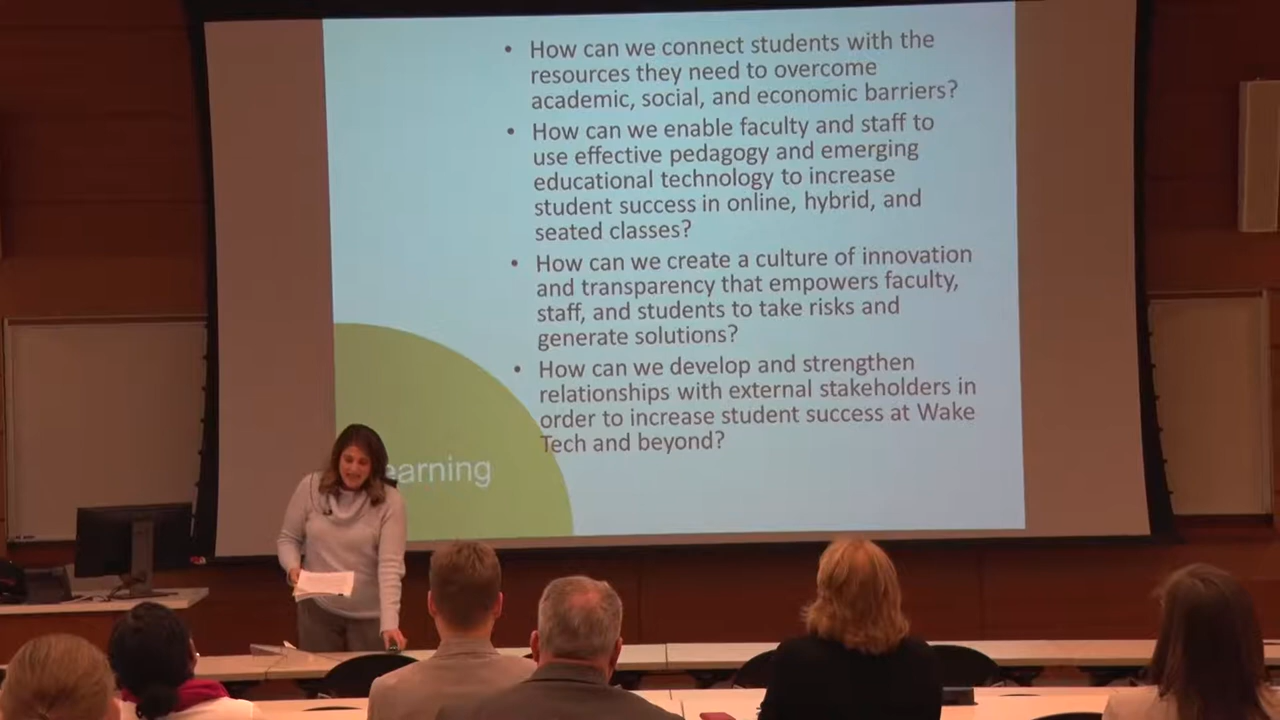 • How can we connect students with the
resources they need to overcome
academic, social, and economic barriers?
• How can we enable faculty and staff to
use effective pedagogy and emerging
educational technology to increase
student success in online, hybrid, and
seated classes?
• How can we create a culture of innovation
and transparency that empowers faculty,
staff, and students to take risks and
generate solutions?
• How can we develop and strengthen
relationships with external stakeholders in
order to increase student success at Wake
Tech and beyond?
earning